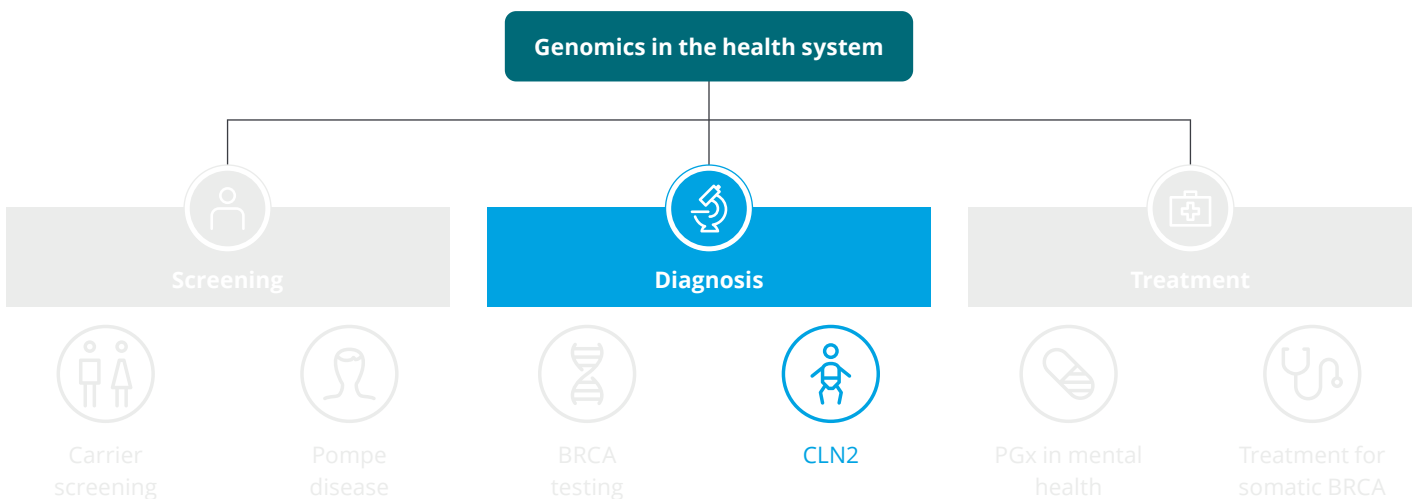 Genomics in the health system
Screening
Diagnosis
Treatment
Carrier
screening
Pompe
disease
BRCA
testing
CLN2
PGx in mental
health
Treatment for
somatic BRCA